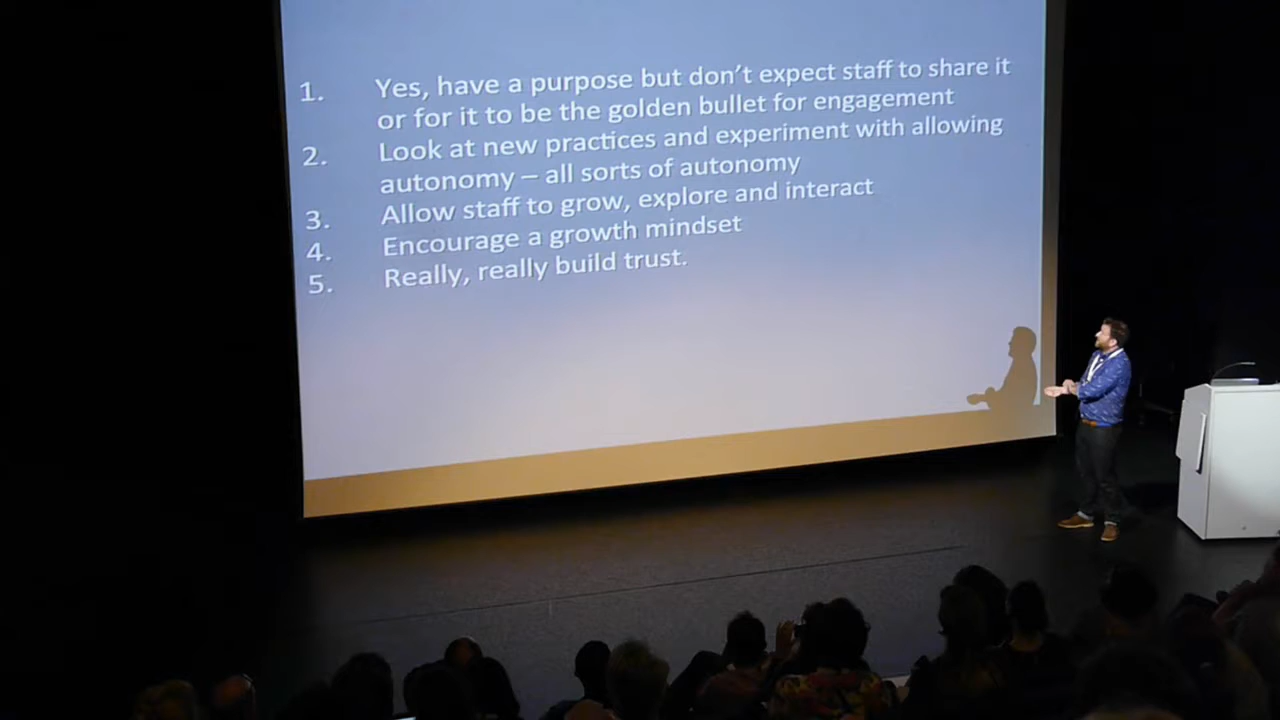 1. Yes, have a purpose but don't expect staff to share it
or for it to be the golden bullet for engagement
2. Look at new practices and experiment with allowing
autonomy – all sorts of autonomy
3. Allow staff to grow, explore and interact
4. Encourage a growth mindset
5. Really, really build trust.